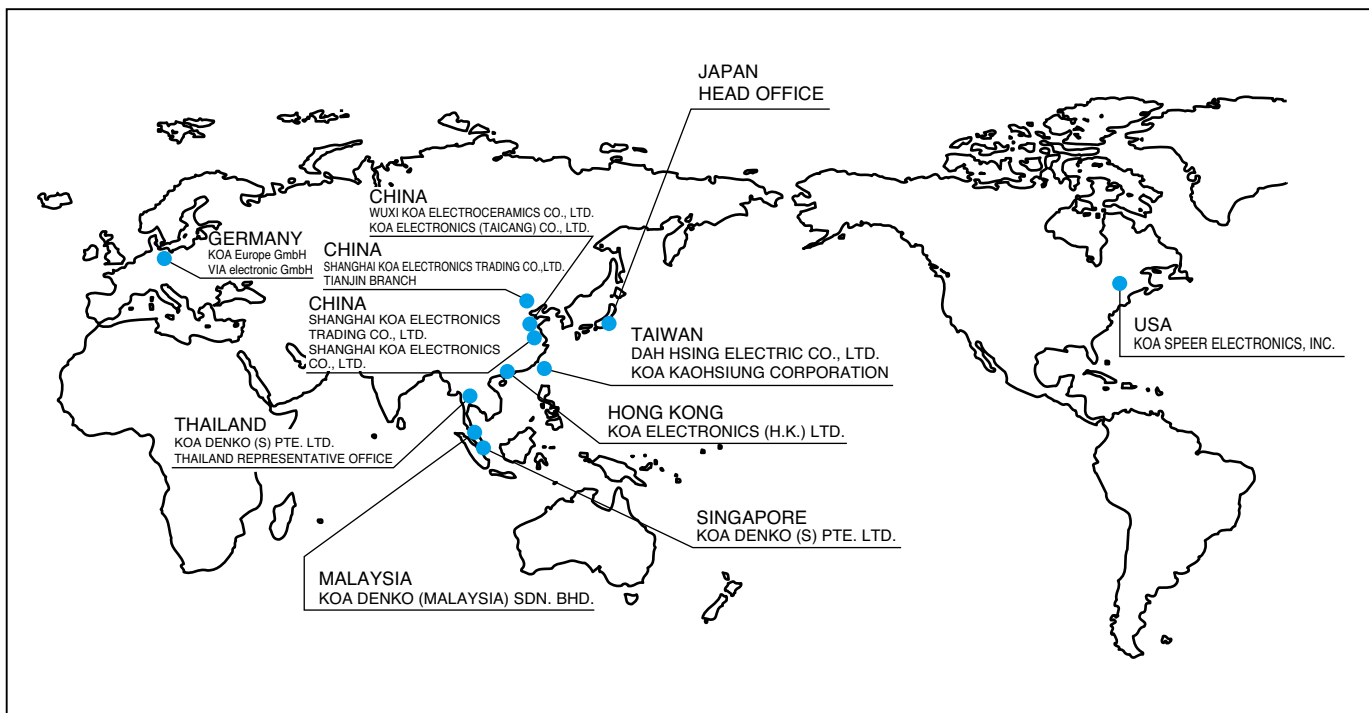 JAPAN
HEAD OFFICE
CHINA
WUXI KOA ELECTROCERAMICS CO., LTD.
KOA ELECTRONICS (TAICANG) CO., LTD.
GERMANY
KOA Europe GmbH
VIA electronic GmbH
CHINA
SHANGHAI KOA ELECTRONICS TRADING CO.,LTD.
TIANJIN BRANCH
CHINA
SHANGHAI KOA ELECTRONICS
TRADING CO., LTD.
SHANGHAI KOA ELECTRONICS
CO., LTD.
TAIWAN
DAH HSING ELECTRIC CO., LTD.
KOA KAOHSIUNG CORPORATION
USA
KOA SPEER ELECTRONICS, INC.
THAILAND
KOA DENKO (S) PTE. LTD.
THAILAND REPRESENTATIVE OFFICE
HONG KONG
KOA ELECTRONICS (H.K.) LTD.
SINGAPORE
KOA DENKO (S) PTE. LTD.
MALAYSIA
KOA DENKO (MALAYSIA) SDN. BHD.